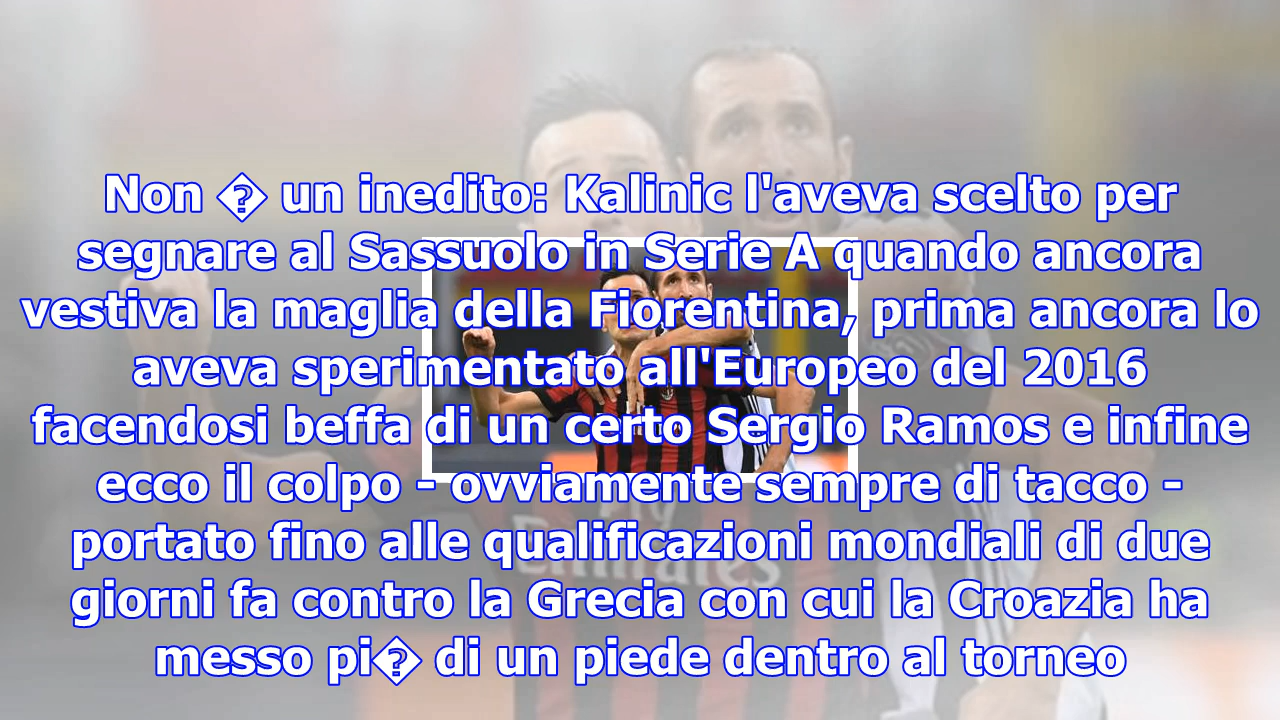 Non � un inedito: Kalinic l'aveva scelto per
segnare al Sassuolo in Serie A quando ancora
vestiva la maglia della Fiorentina, prima ancora lo
aveva sperimentato all'Europeo del 2016
facendosi beffa di un certo Sergio Ramos e infine
ecco il colpo - ovviamente sempre di tacco -
portato fino alle qualificazioni mondiali di due
giorni fa contro la Grecia con cui la Croazia ha
messo pi� di un piede dentro al torneo
Fly
Emirates